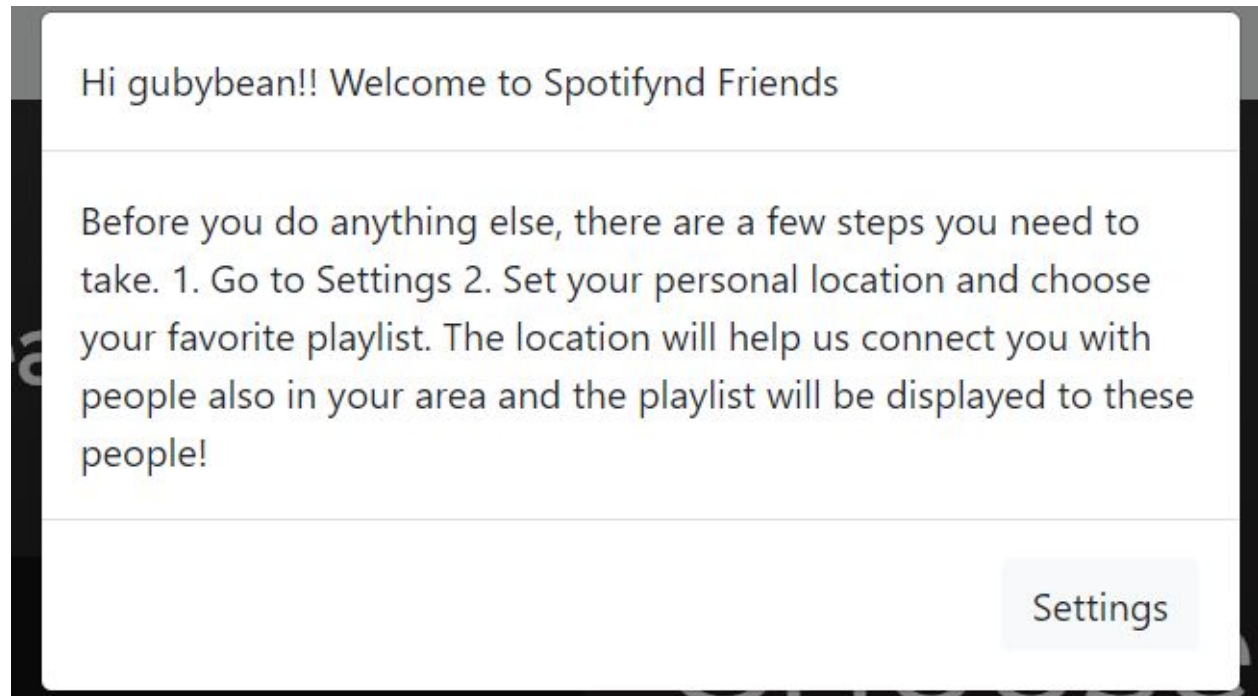 Hi gubybean!! Welcome to Spotifynd Friends
Before you do anything else, there are a few steps you need to
take. 1. Go to Settings 2. Set your personal location and choose
your favorite playlist. The location will help us connect you with
people also in your area and the playlist will be displayed to these
people!
Settings